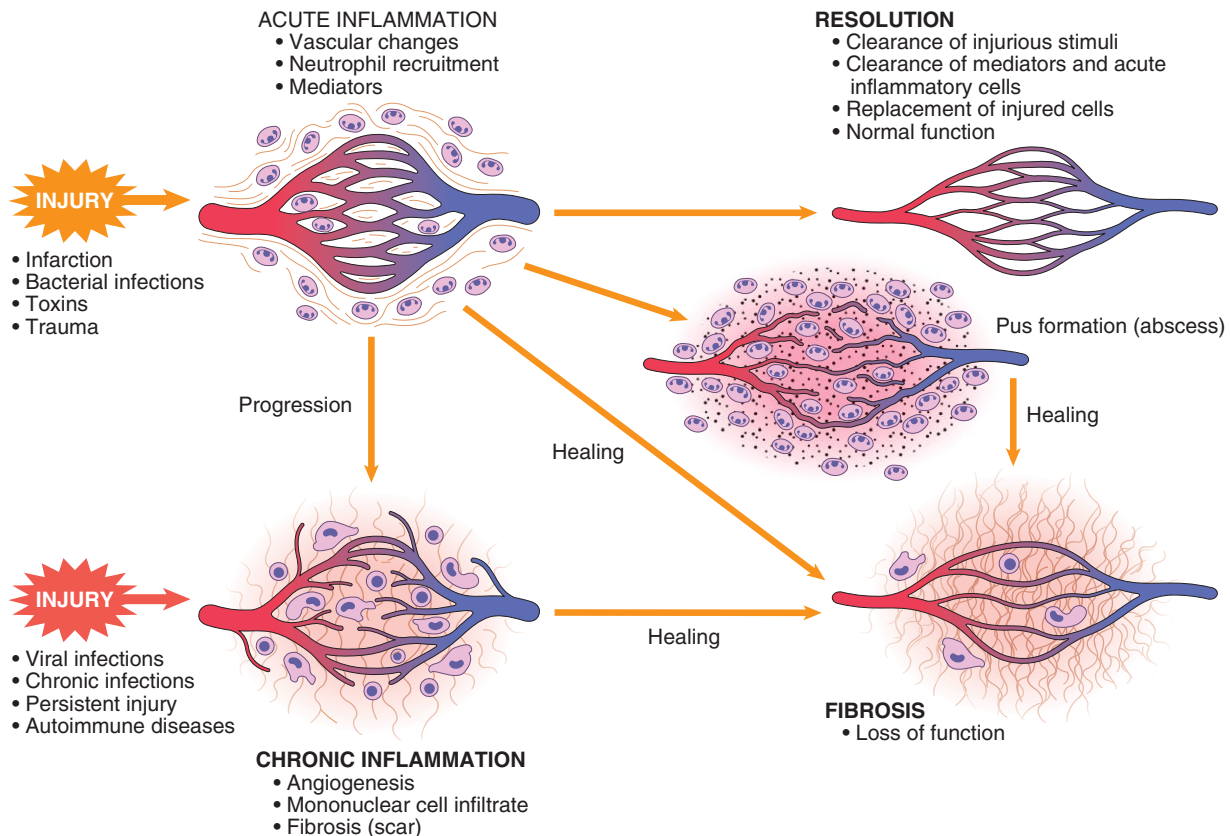 ACUTE INFLAMMATION
• Vascular changes
• Neutrophil recruitment
• Mediators
RESOLUTION
• Clearance of injurious stimuli
• Clearance of mediators and acute
inflammatory cells
• Replacement of injured cells
• Normal function
INJURY
• Infarction
• Bacterial infections
• Toxins
• Trauma
Pus formation (abscess)
Progression
Healing
Healing
INJURY
• Viral infections
• Chronic infections
• Persistent injury
• Autoimmune diseases
Healing
CHRONIC INFLAMMATION
• Angiogenesis
• Mononuclear cell infiltrate
• Fibrosis (scar)
FIBROSIS
• Loss of function